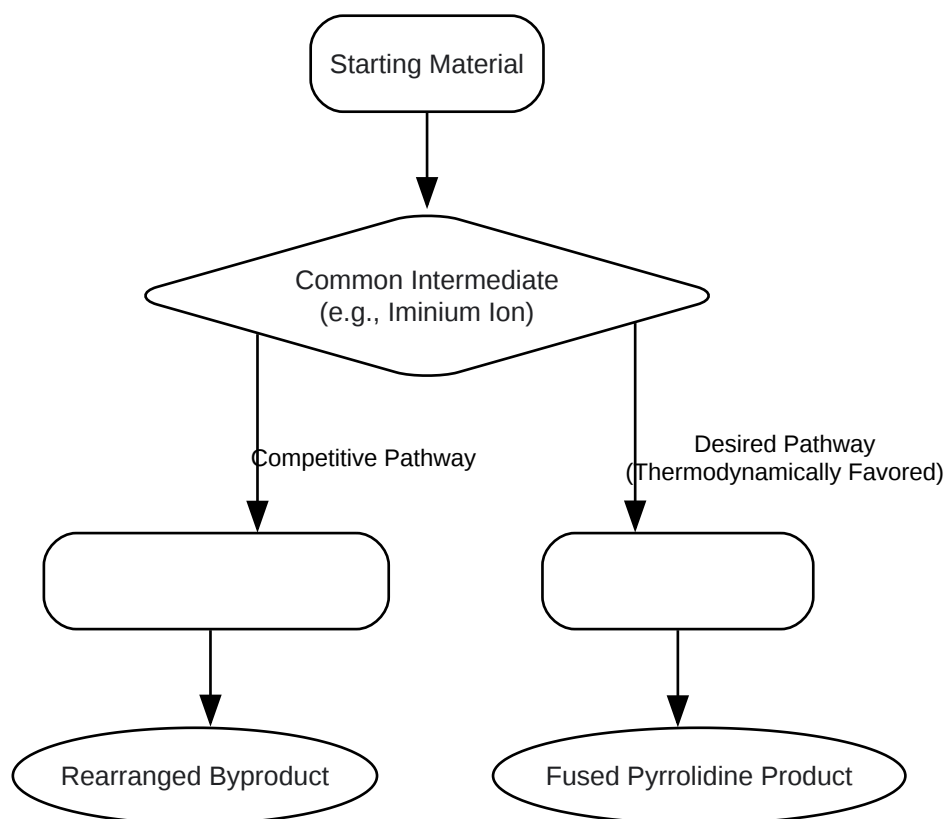 Starting Material
Common Intermediate
(e.g., Iminium Ion)
Competitive Pathway
Desired Pathway
(Thermodynamically Favored)
Rearranged Byproduct
Fused Pyrrolidine Product